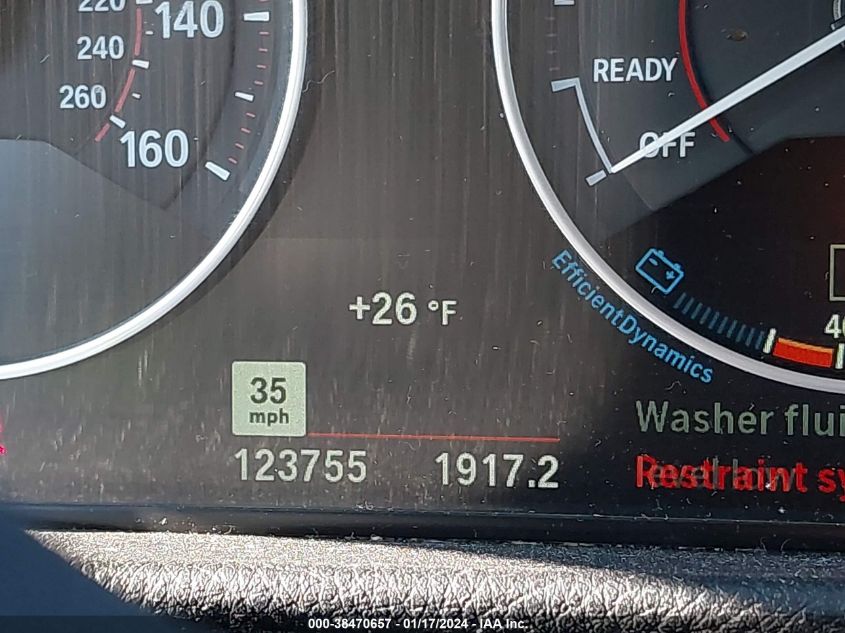 220
140
240
260
160
READY
OFF
+26 °F
EfficientDynamics
35
mph
123755
1917.2
Washer flui
Restraint sy
000-38470657 - 01/17/2024 - IAA Inc.